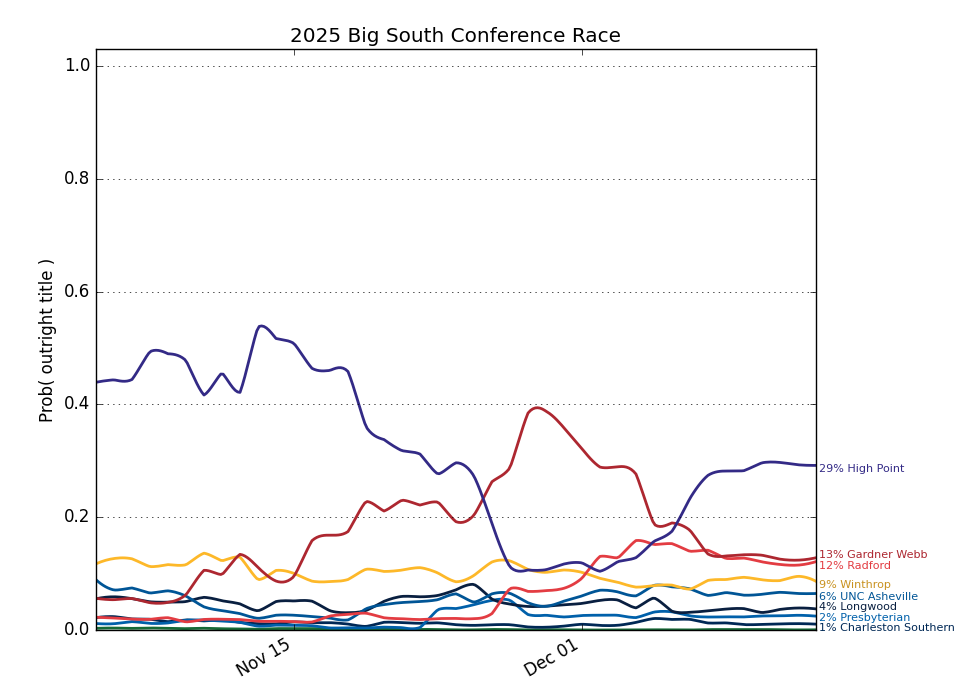 2025 Big South Conference Race
Prob( outright title )
1.0
0.8
0.6
0.4
0.2
0.0
Nov 15
Dec 01
29% High Point
13% Gardner Webb
12% Radford
9% Winthrop
6% UNC Asheville
4% Longwood
2% Presbyterian
1% Charleston Southern